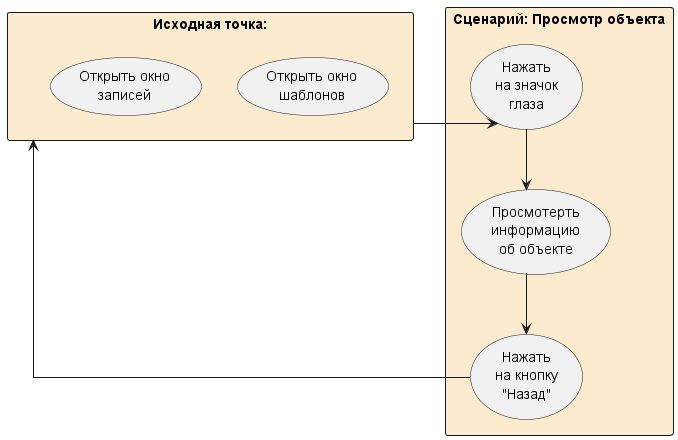 Исходная точка:
Открыть окно
записей
Открыть окно
шаблонов
Сценарий: Просмотр объекта
Нажать
на значок
глаза
Просмотерть
информацию
об объекте
Нажать
на кнопку
"Назад"